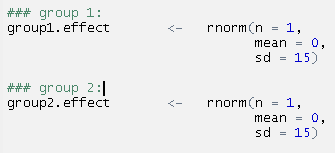 ### group 1:
group1.effect <- rnorm(n = 1,
mean = 0,
sd = 15)
### group 2:
group2.effect <- rnorm(n = 1,
mean = 0,
sd = 15)